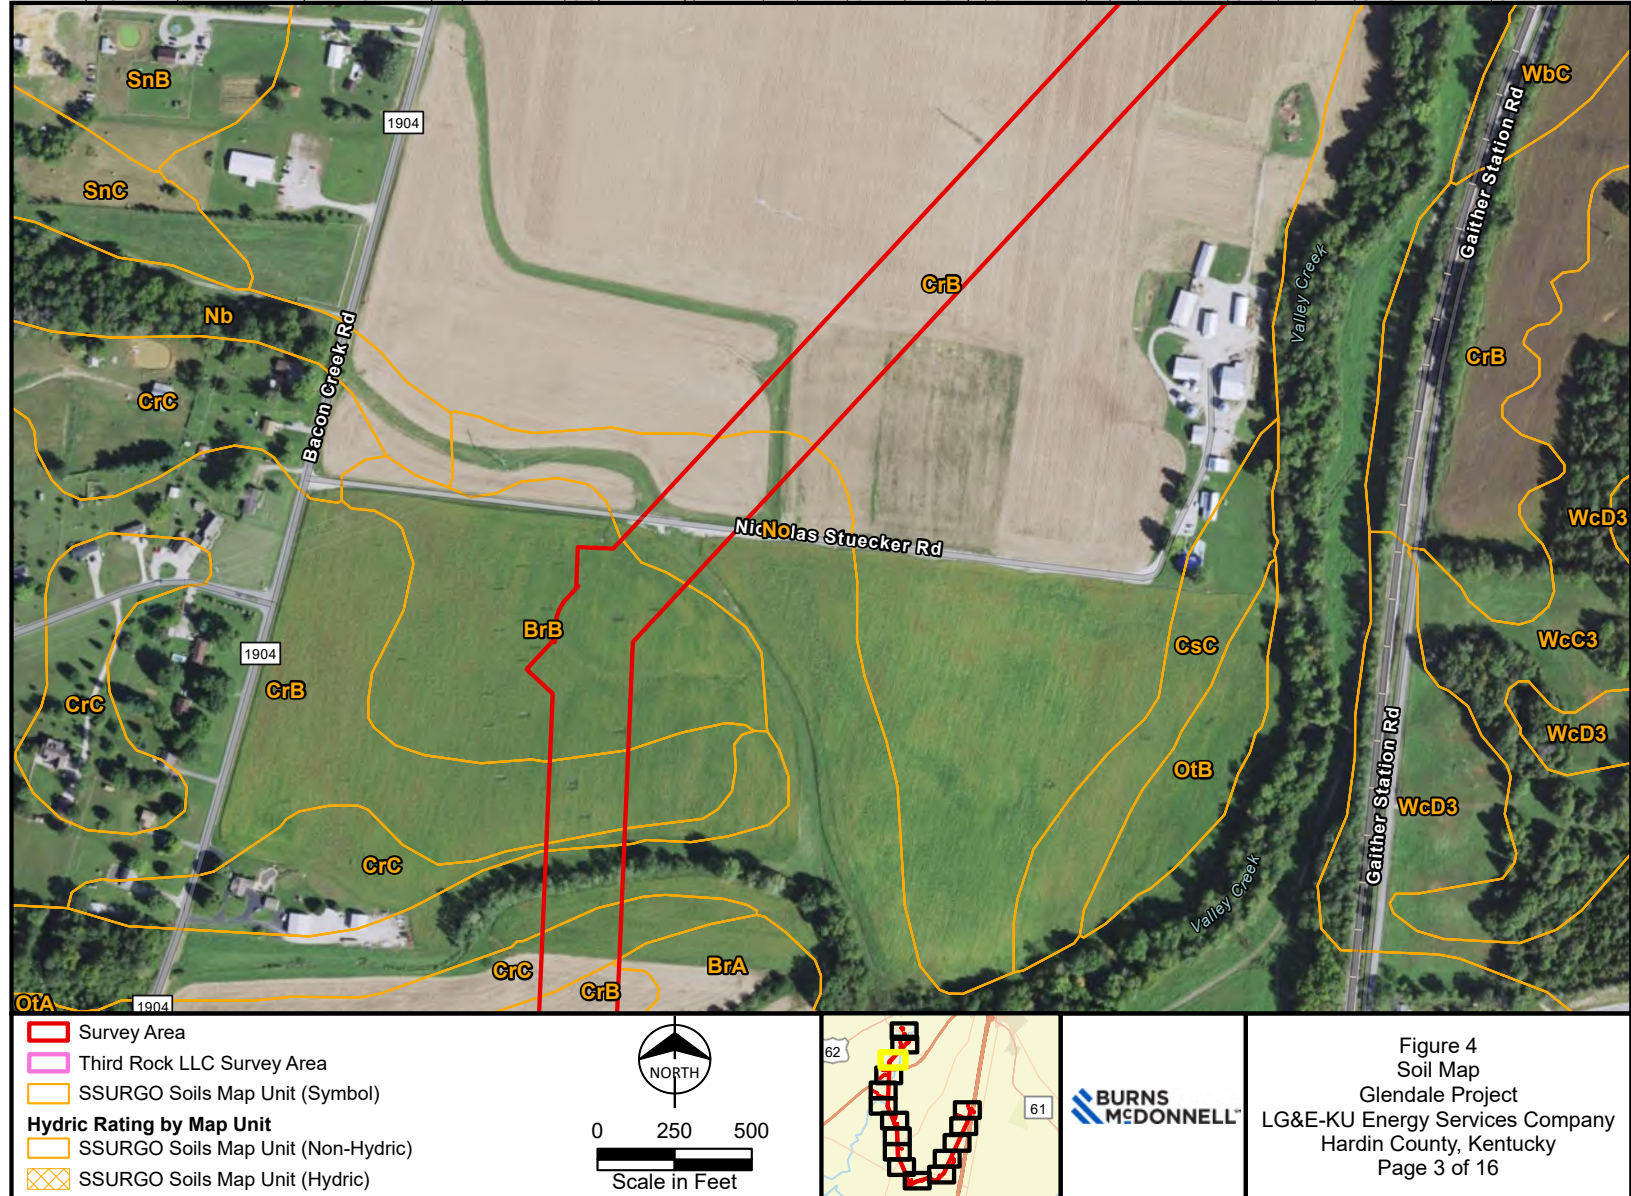 SnB
WbC
1904
Gaither Station Rd
SnC
Valley Creek
CrB
Nb
Bacon Creek Rd
CrB
CrC
WcD3
Nicholas Stuecker Rd
No
BrB
WcC3
CsC
1904
CrB
CrC
WcD3
OtB
Gaither Station Rd
WcD3
CrC
Valley Creek
BrA
CrC
CrB
OtA
1904
Survey Area
Third Rock LLC Survey Area
SSURGO Soils Map Unit (Symbol)
Hydric Rating by Map Unit
SSURGO Soils Map Unit (Non-Hydric)
SSURGO Soils Map Unit (Hydric)
NORTH
0 250 500
Scale in Feet
62
61
BURNS
McDONNELL
Figure 4
Soil Map
Glendale Project
LG&E-KU Energy Services Company
Hardin County, Kentucky
Page 3 of 16